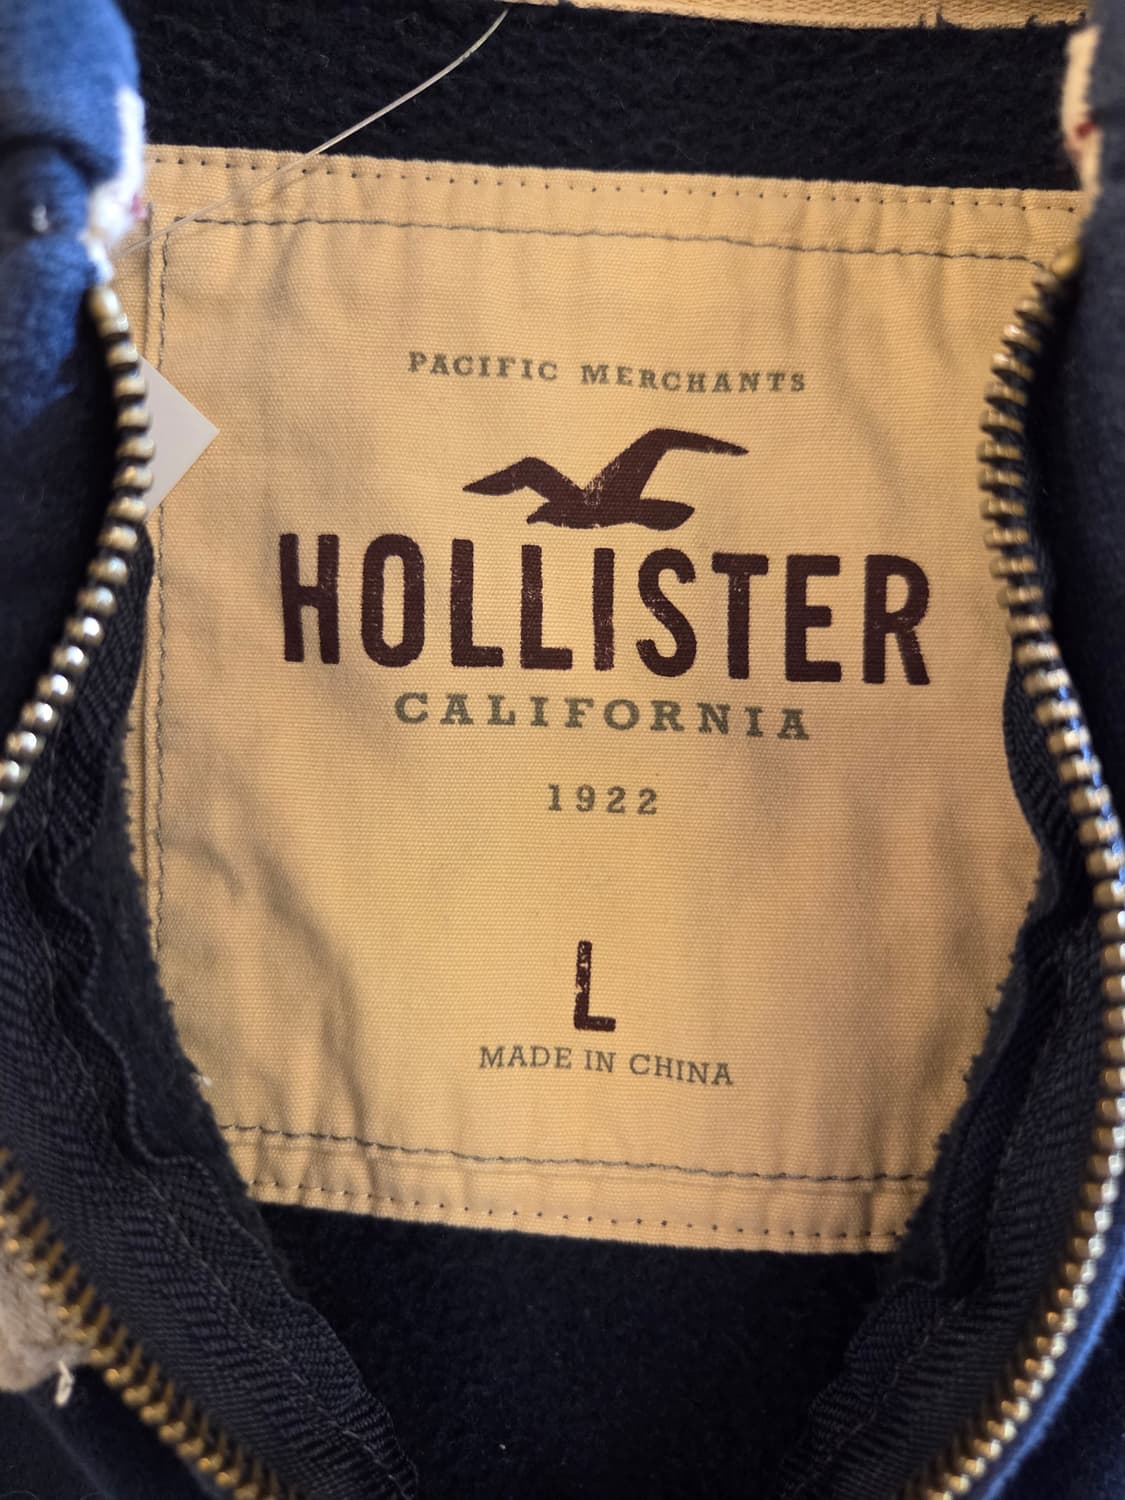 PACIFIC MERCHANTS
HOLLISTER
CALIFORNIA
1922
L
MADE IN CHINA